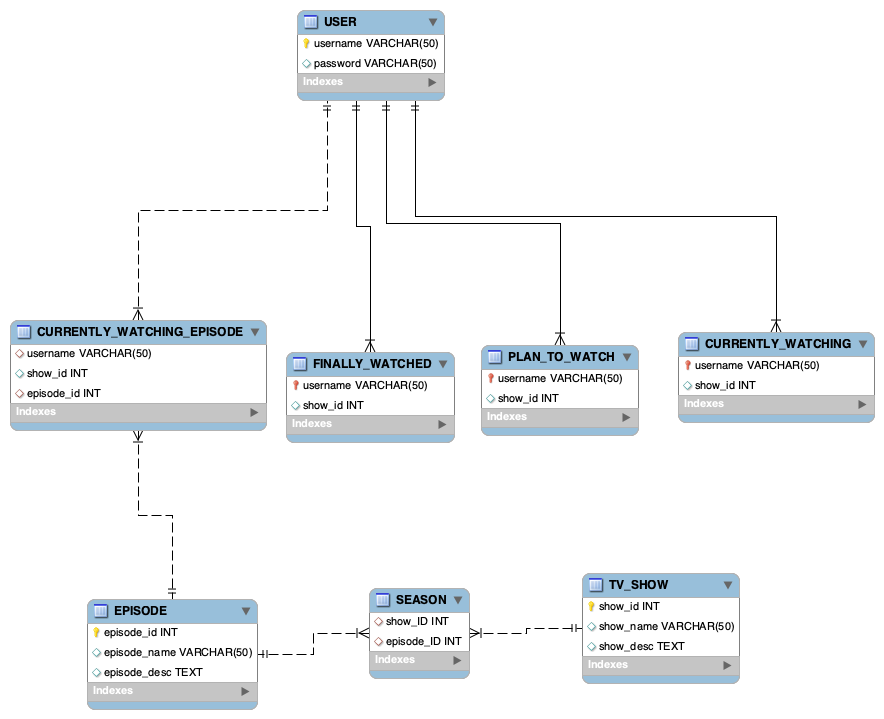 USER
username VARCHAR(50)
password VARCHAR(50)
Indexes
CURRENTLY_WATCHING_EPISODE
username VARCHAR(50)
show_id INT
episode_id INT
Indexes
FINALLY_WATCHED
username VARCHAR(50)
show_id INT
Indexes
PLAN_TO_WATCH
username VARCHAR(50)
show_id INT
Indexes
CURRENTLY_WATCHING
username VARCHAR(50)
show_id INT
Indexes
EPISODE
episode_id INT
episode_name VARCHAR(50)
episode_desc TEXT
Indexes
SEASON
show_ID INT
episode_ID INT
Indexes
TV_SHOW
show_id INT
show_name VARCHAR(50)
show_desc TEXT
Indexes